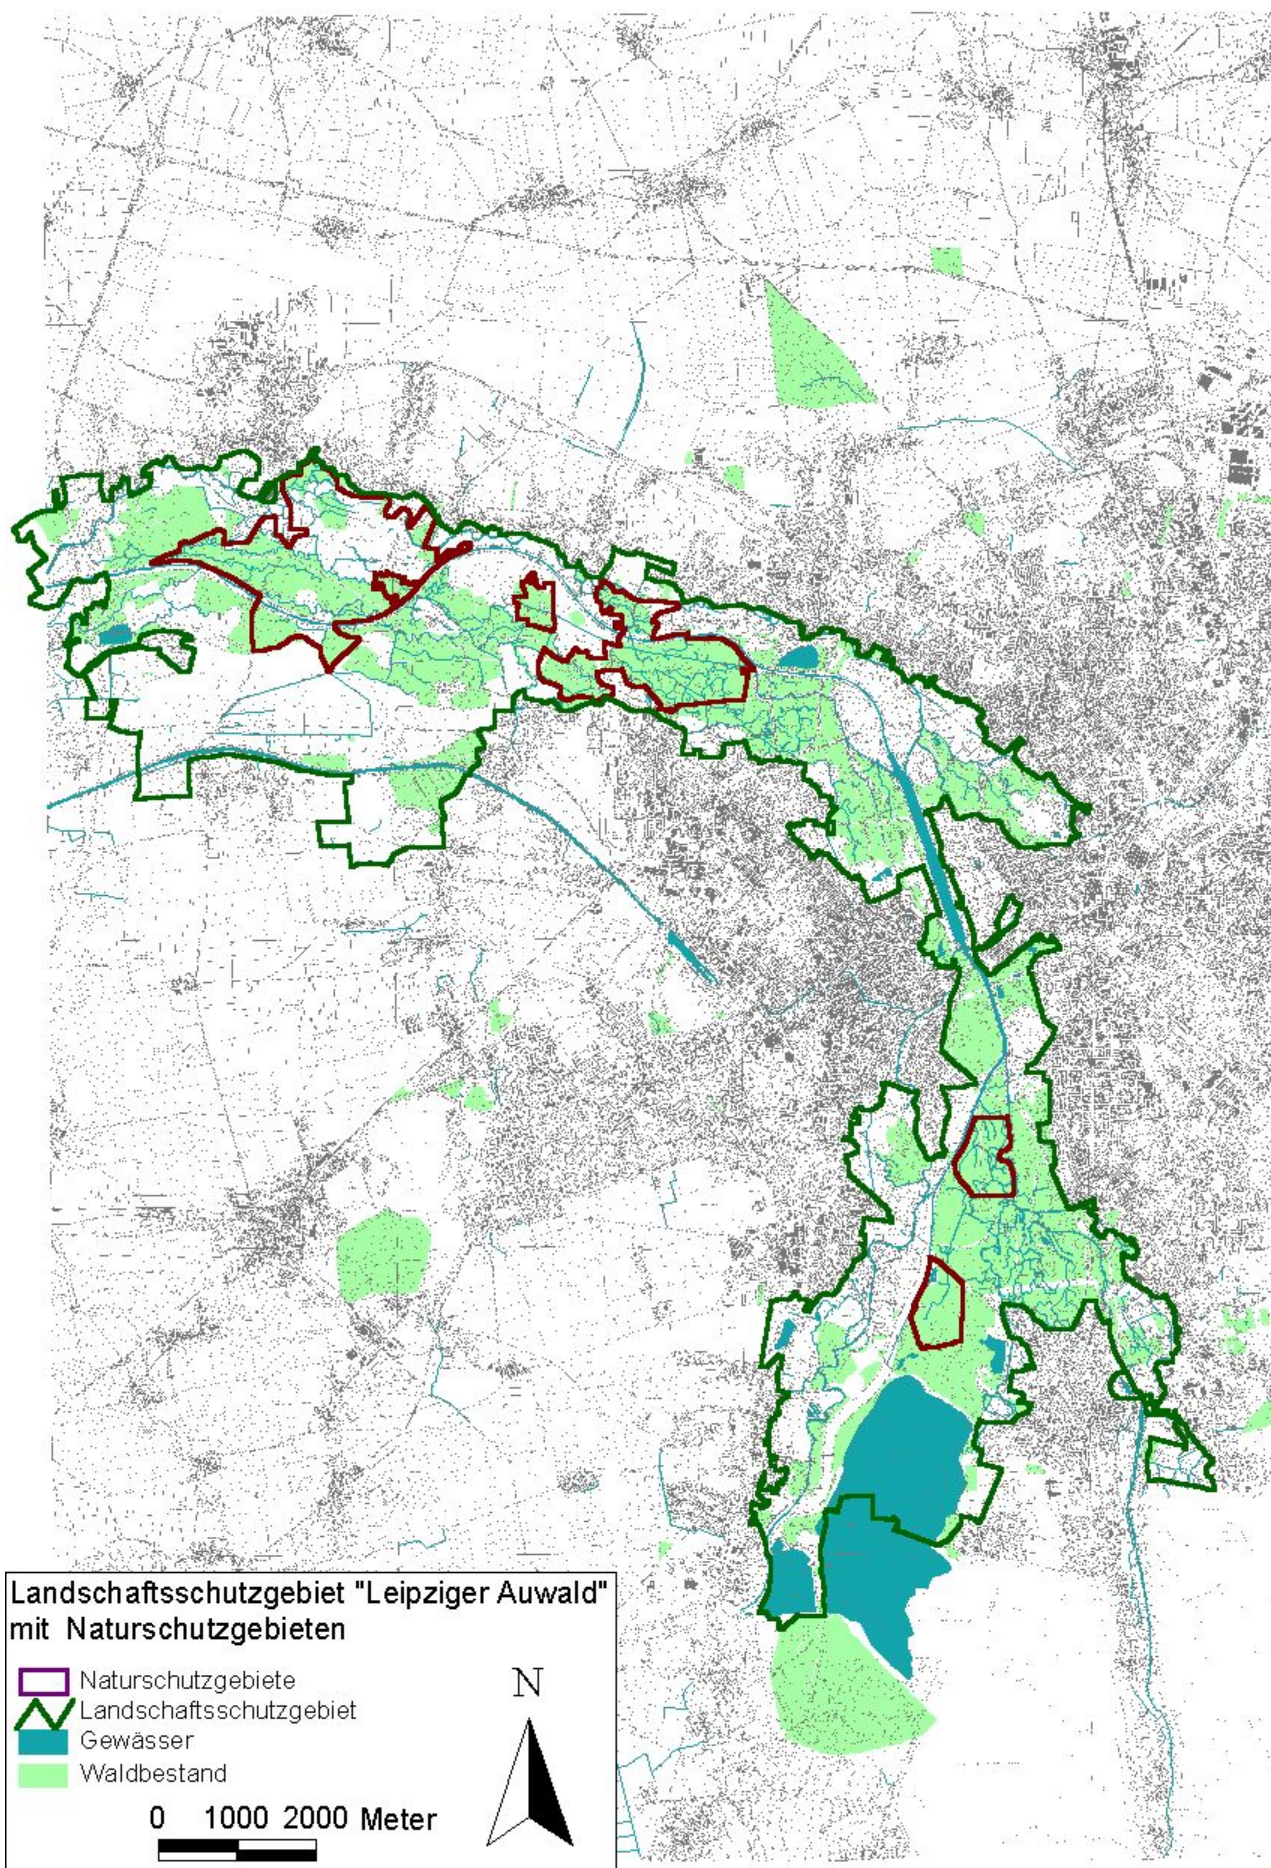 Landschaftsschutzgebiet "Leipziger Auwald"
mit Naturschutzgebieten
Naturschutzgebiete
Landschaftsschutzgebiet
Gewässer
Waldbestand
N
0 1000 2000 Meter